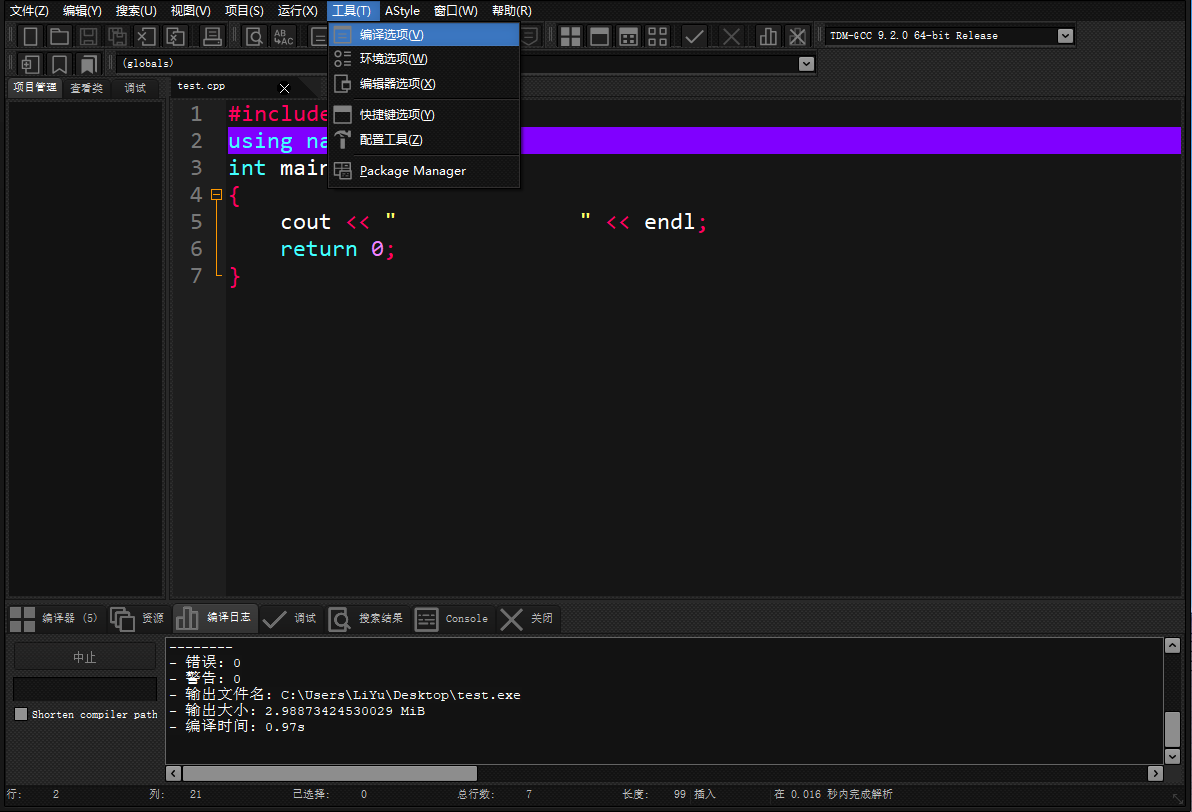 文件(Z) 编辑(Y) 搜索(U) 视图(V) 项目(S) 运行(X) 工具(T) AStyle 窗口(W) 帮助(R)
编译选项(V)
环境选项(W)
编辑器选项(X)
快捷键选项(Y)
配置工具(Z)
Package Manager
TDM-GCC 9.2.0 64-bit Release
(globals)
项目管理 查看类 调试 test.cpp
1 #include
2 using na
3 int main
4 {
5 cout << " " << endl;
6 return 0;
7 }
编译器 (5) 资源 编译日志 调试 搜索结果 Console 关闭
中止
Shorten compiler path
--------
- 错误: 0
- 警告: 0
- 输出文件名: C:\Users\LiYu\Desktop\test.exe
- 输出大小: 2.98873424530029 MiB
- 编译时间: 0.97s
行: 2 列: 21 已选择: 0 总行数: 7 长度: 99 插入 在 0.016 秒内完成解析